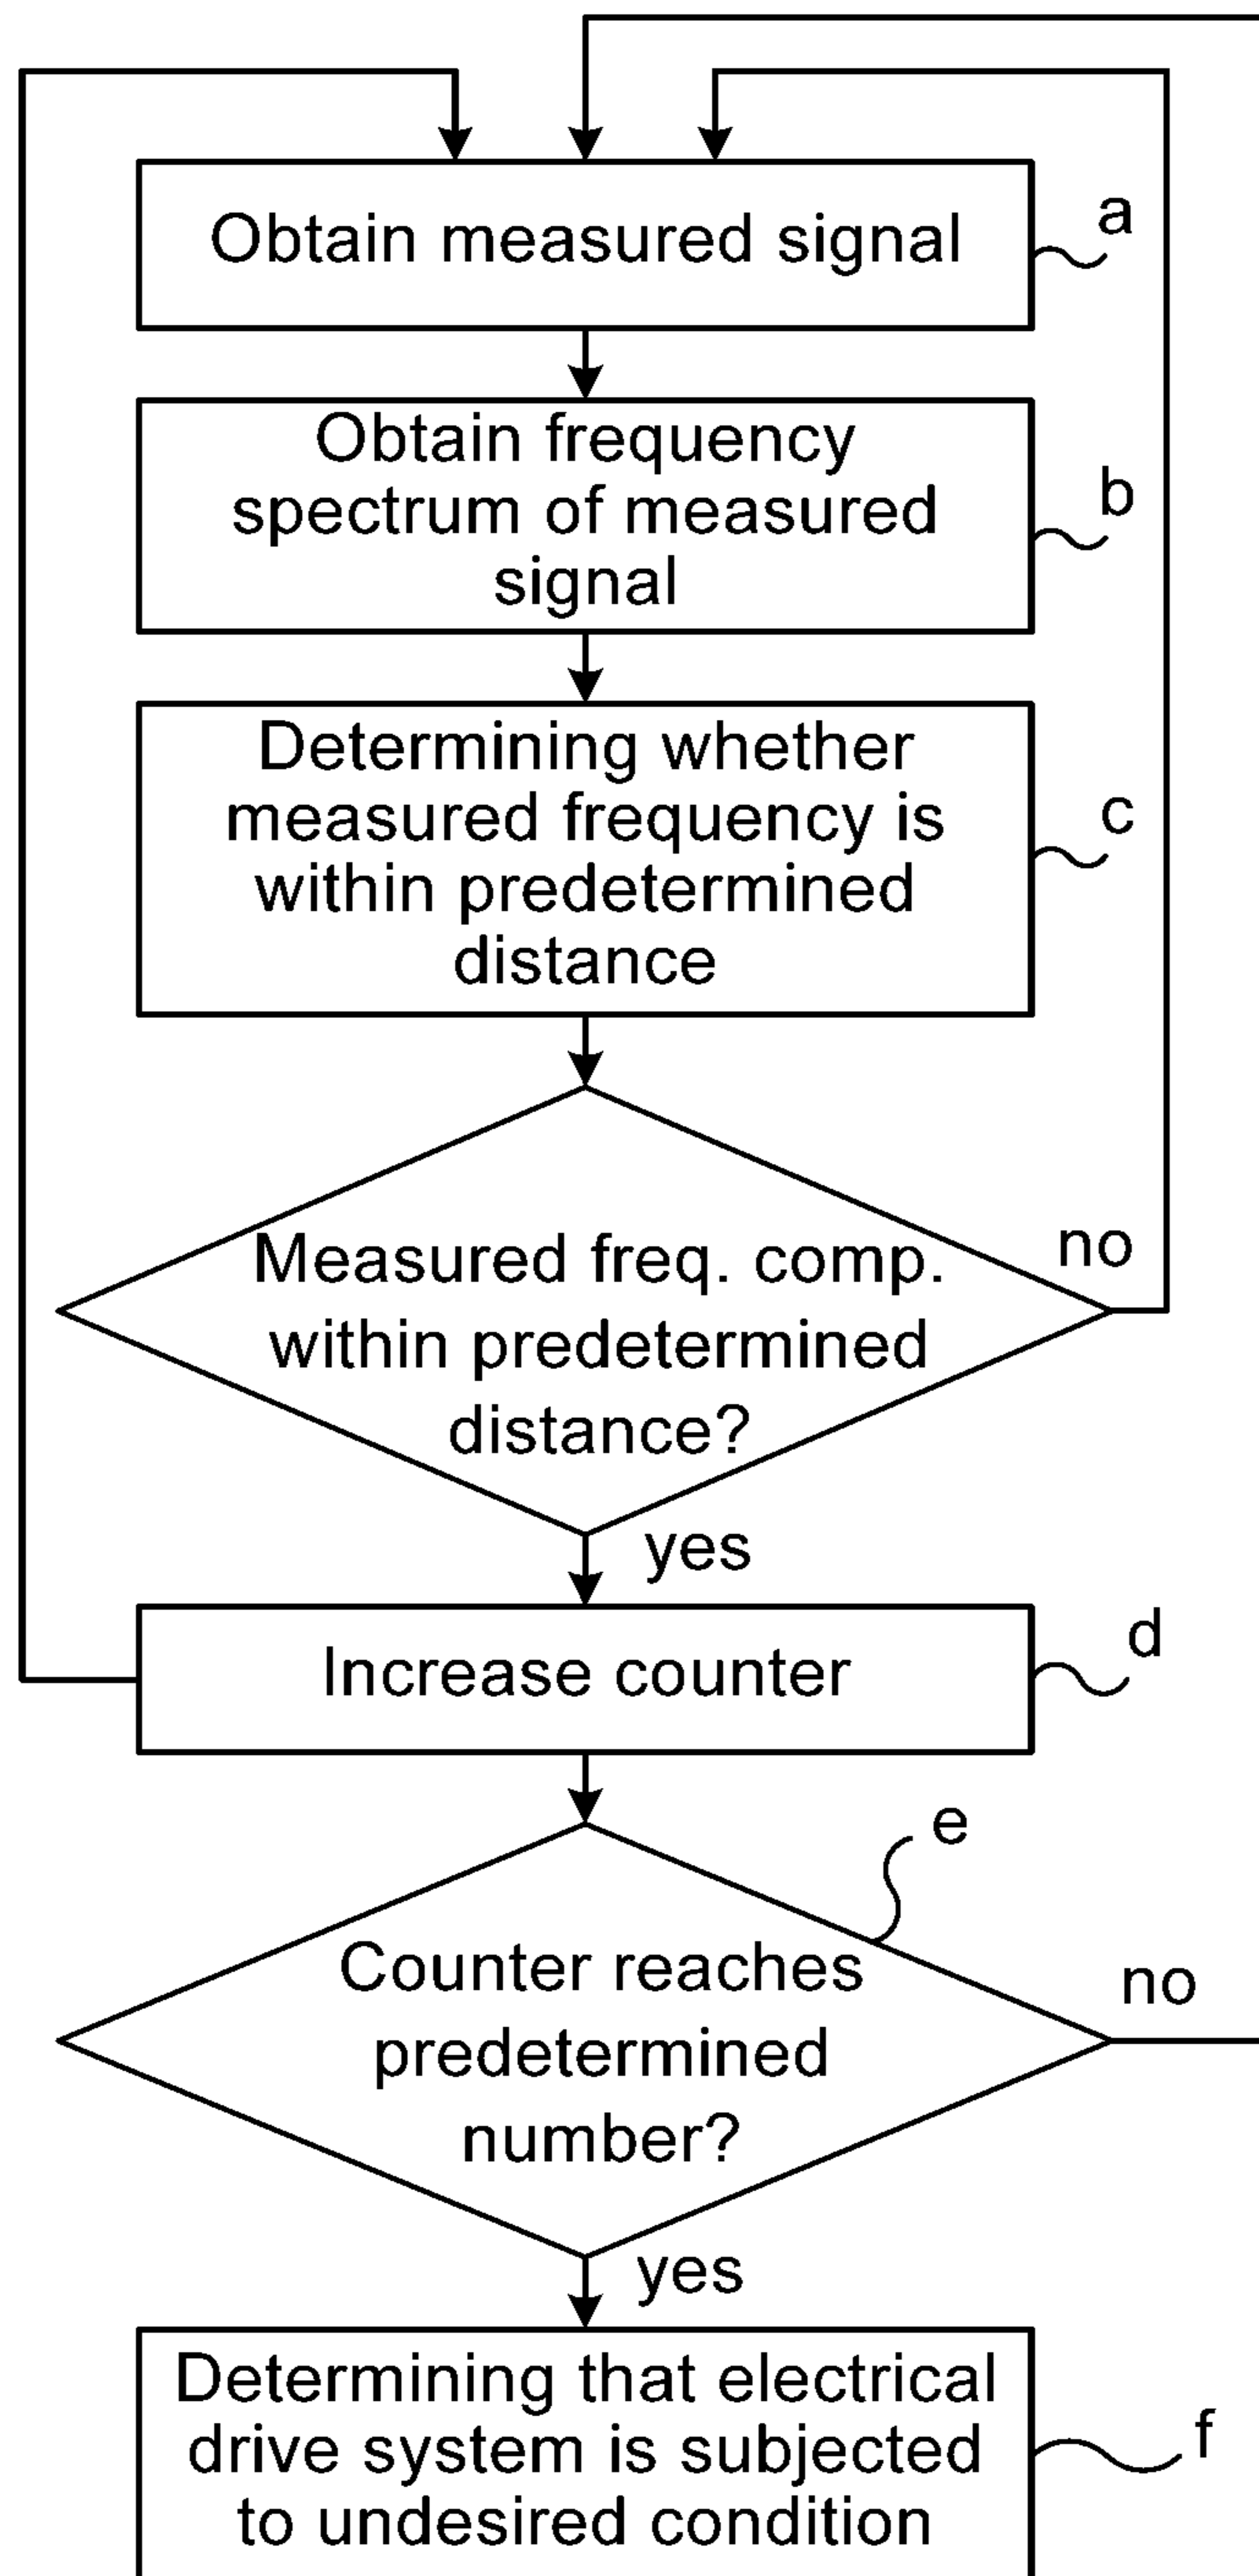 Obtain measured signal
a
Obtain frequency
spectrum of measured
signal
b
Determining whether
measured frequency is
within predetermined
distance
c
Measured freq. comp.
within predetermined
distance?
no
yes
Increase counter
d
e
Counter reaches
predetermined
number?
no
yes
Determining that electrical
drive system is subjected
to undesired condition
f